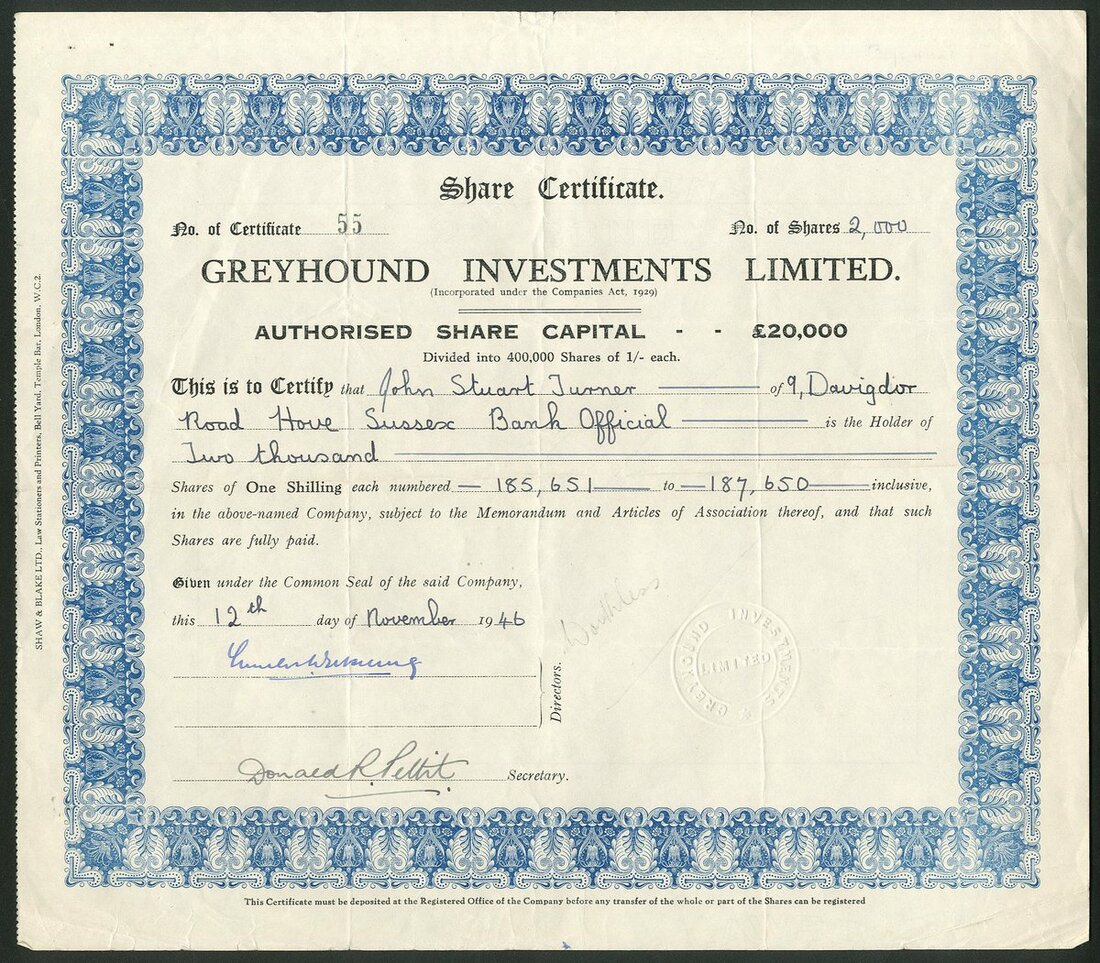 Share Certificate.
No. of Certificate 55
No. of Shares 2,000
GREYHOUND INVESTMENTS LIMITED.
(Incorporated under the Companies Act, 1929)
AUTHORISED SHARE CAPITAL - - £20,000
Divided into 400,000 Shares of 1/- each.
This is to Certify that John Stuart Turner of 9, Davigdor
Road Hove Sussex Bank Official is the Holder of
Two thousand
Shares of One Shilling each numbered — 185,651 — to — 187,650 — inclusive,
in the above-named Company, subject to the Memorandum and Articles of Association thereof, and that such
Shares are fully paid.
Given under the Common Seal of the said Company,
this 12th day of November 1946
Directors.
Worthless
GREYHOUND INVESTMENTS
LIMITED
Donald R. Pettit Secretary.
This Certificate must be deposited at the Registered Office of the Company before any transfer of the whole or part of the Shares can be registered
SHAW & BLAKE LTD., Law Stationers and Printers, Bell Yard, Temple Bar, London, W.C.2.